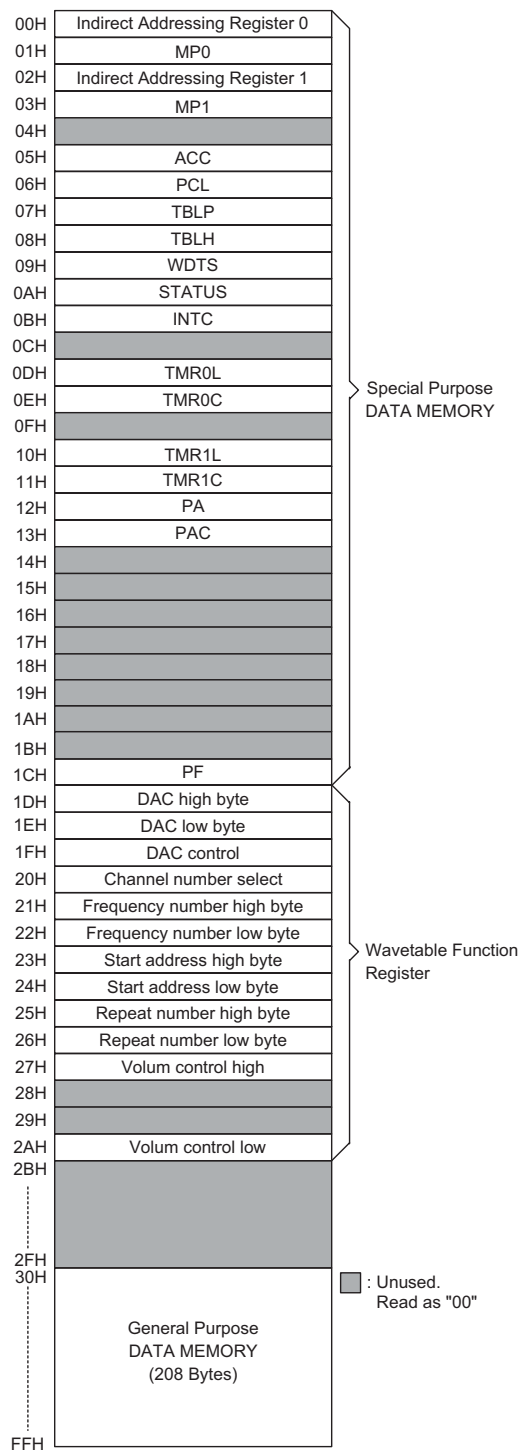 00H Indirect Addressing Register 0
01H MP0
02H Indirect Addressing Register 1
03H MP1
04H
05H ACC
06H PCL
07H TBLP
08H TBLH
09H WDTS
0AH STATUS
0BH INTC
0CH
0DH TMR0L
0EH TMR0C
0FH
10H TMR1L
11H TMR1C
12H PA
13H PAC
14H
15H
16H
17H
18H
19H
1AH
1BH
1CH PF
Special Purpose
DATA MEMORY
1DH DAC high byte
1EH DAC low byte
1FH DAC control
20H Channel number select
21H Frequency number high byte
22H Frequency number low byte
23H Start address high byte
24H Start address low byte
25H Repeat number high byte
26H Repeat number low byte
27H Volum control high
28H
29H
2AH Volum control low
Wavetable Function
Register
2BH
2FH
30H
General Purpose
DATA MEMORY
(208 Bytes)
FFH
: Unused.
Read as "00"